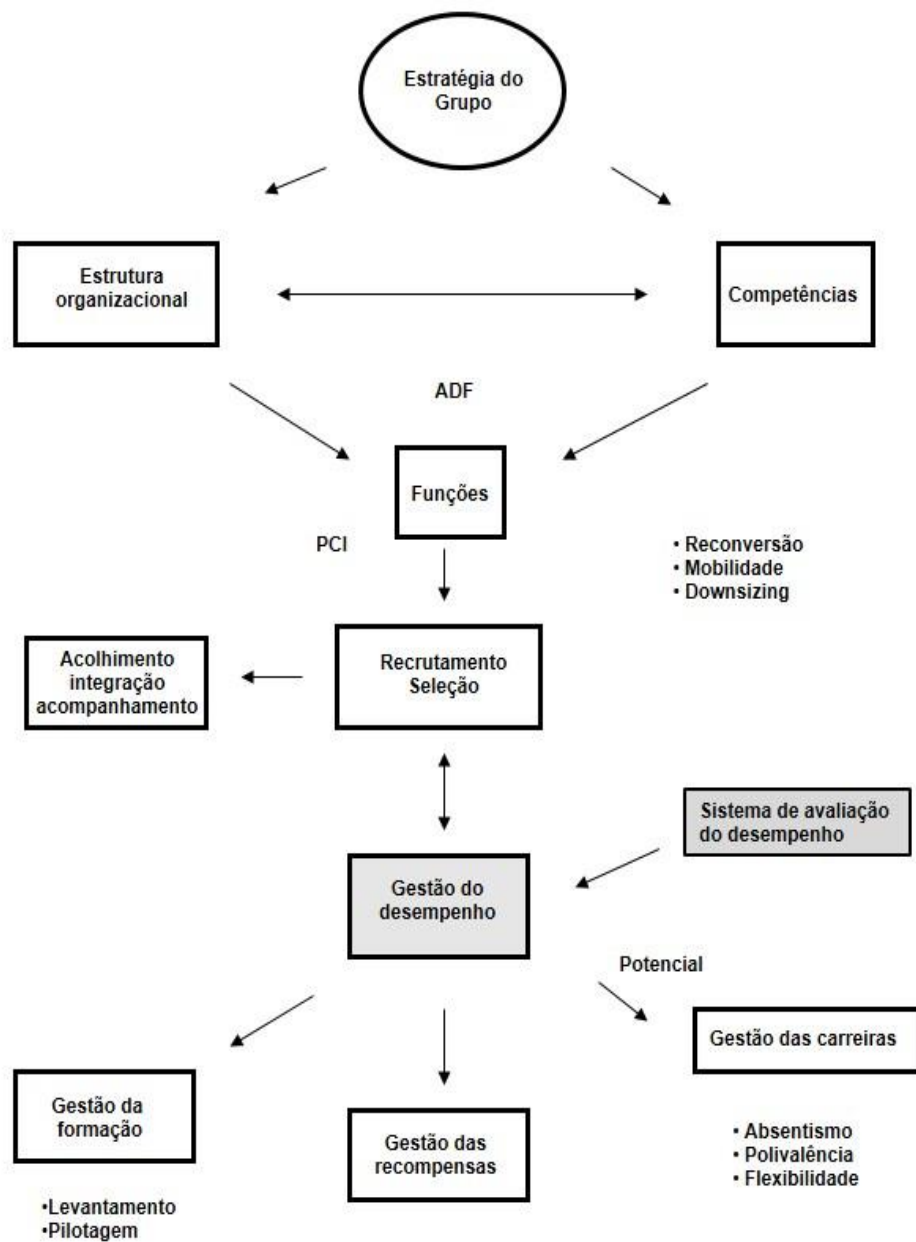 Estratégia do
Grupo
Estrutura
organizacional
Competências
ADF
Funções
PCI
• Reconversão
• Mobilidade
• Downsizing
Acolhimento
integração
acompanhamento
Recrutamento
Seleção
Sistema de avaliação
do desempenho
Gestão do
desempenho
Potencial
Gestão das carreiras
Gestão da
formação
Gestão das
recompensas
• Absentismo
• Polivalência
• Flexibilidade
•Levantamento
•Pilotagem